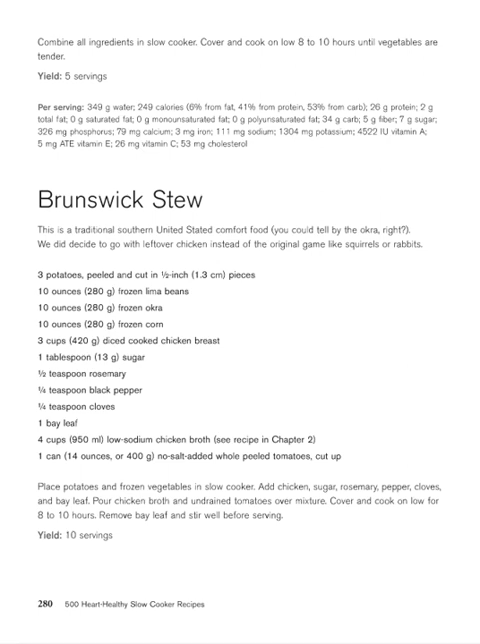 Combine all ingredients in slow cooker. Cover and cook on low 8 to 10 hours until vegetables are
tender.
Yield: 5 servings
Per serving: 349 g water; 249 calories (6% from fat, 41% from protein, 53% from carb); 26 g protein; 2 g
total fat; 0 g saturated fat; 0 g monounsaturated fat; 0 g polyunsaturated fat; 34 g carb; 5 g fiber; 7 g sugar;
326 mg phosphorus; 79 mg calcium; 3 mg iron; 111 mg sodium; 1304 mg potassium; 4522 IU vitamin A;
5 mg ATE vitamin E; 26 mg vitamin C; 53 mg cholesterol
Brunswick Stew
This is a traditional southern United Stated comfort food (you could tell by the okra, right?).
We did decide to go with leftover chicken instead of the original game like squirrels or rabbits.
3 potatoes, peeled and cut in ½-inch (1.3 cm) pieces
10 ounces (280 g) frozen lima beans
10 ounces (280 g) frozen okra
10 ounces (280 g) frozen corn
3 cups (420 g) diced cooked chicken breast
1 tablespoon (13 g) sugar
½ teaspoon rosemary
¼ teaspoon black pepper
¼ teaspoon cloves
1 bay leaf
4 cups (950 ml) low-sodium chicken broth (see recipe in Chapter 2)
1 can (14 ounces, or 400 g) no-salt-added whole peeled tomatoes, cut up
Place potatoes and frozen vegetables in slow cooker. Add chicken, sugar, rosemary, pepper, cloves,
and bay leaf. Pour chicken broth and undrained tomatoes over mixture. Cover and cook on low for
8 to 10 hours. Remove bay leaf and stir well before serving.
Yield: 10 servings
280 500 Heart-Healthy Slow Cooker Recipes